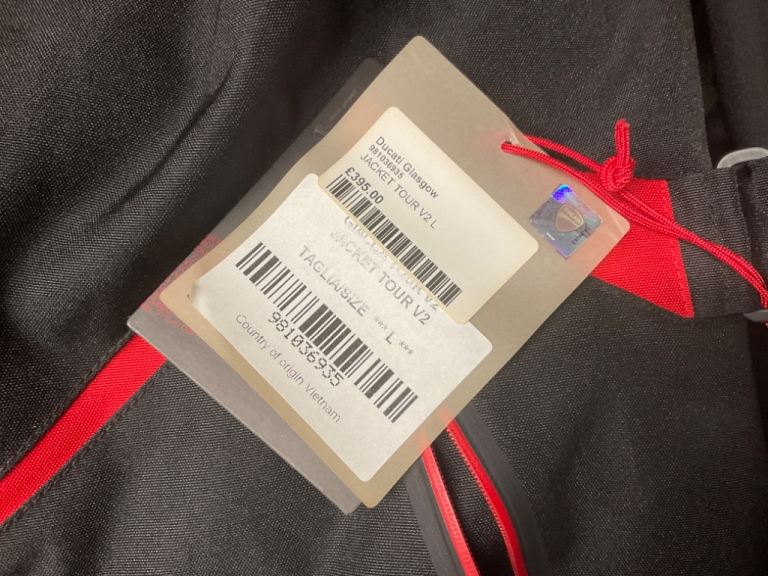 Ducati Glasgow
981036935
JACKET TOUR V2 L
£395.00
GIACCA TOUR V2
JACKET TOUR V2
TAGLIA/SIZE *** L ***
981036935
Country of origin Vietnam